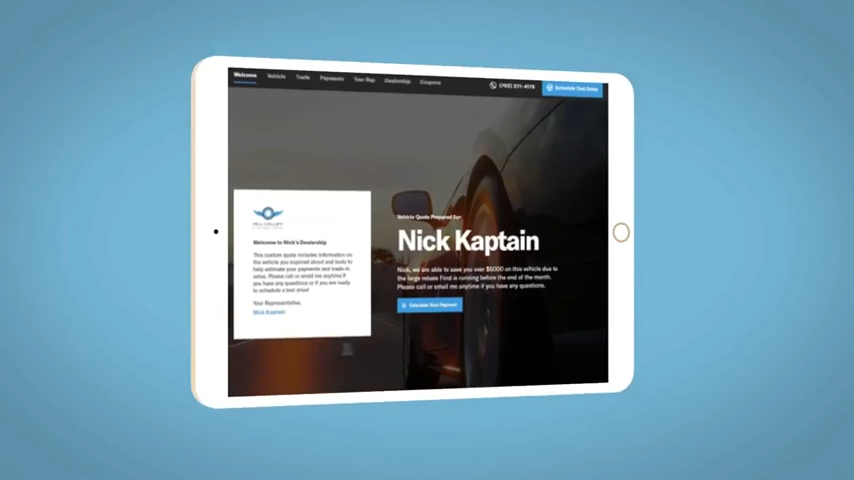 Welcome Vehicle Trade Payments Your Rep Dealership Coupons
Schedule Test Drive
Welcome to Nick's Dealership
This custom quote includes information on
the vehicle you inquired about and tools to
help estimate your payments and trade-in
value. Please call or email me anytime if
you have any questions or if you are ready
to schedule a test drive!
Your Representative,
Nick Kaptain
Vehicle Quote Prepared For:
Nick Kaptain
Nick, we are able to save you over $5000 on this vehicle due to
the large rebate Ford is running before the end of the month.
Please call or email me anytime if you have any questions.
Calculate Your Payment